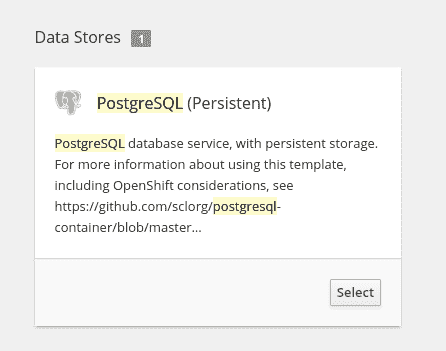 Data Stores 1
PostgreSQL (Persistent)
PostgreSQL database service, with persistent storage.
For more information about using this template,
including OpenShift considerations, see
https://github.com/sclorg/postgresql-
container/blob/master...
Select